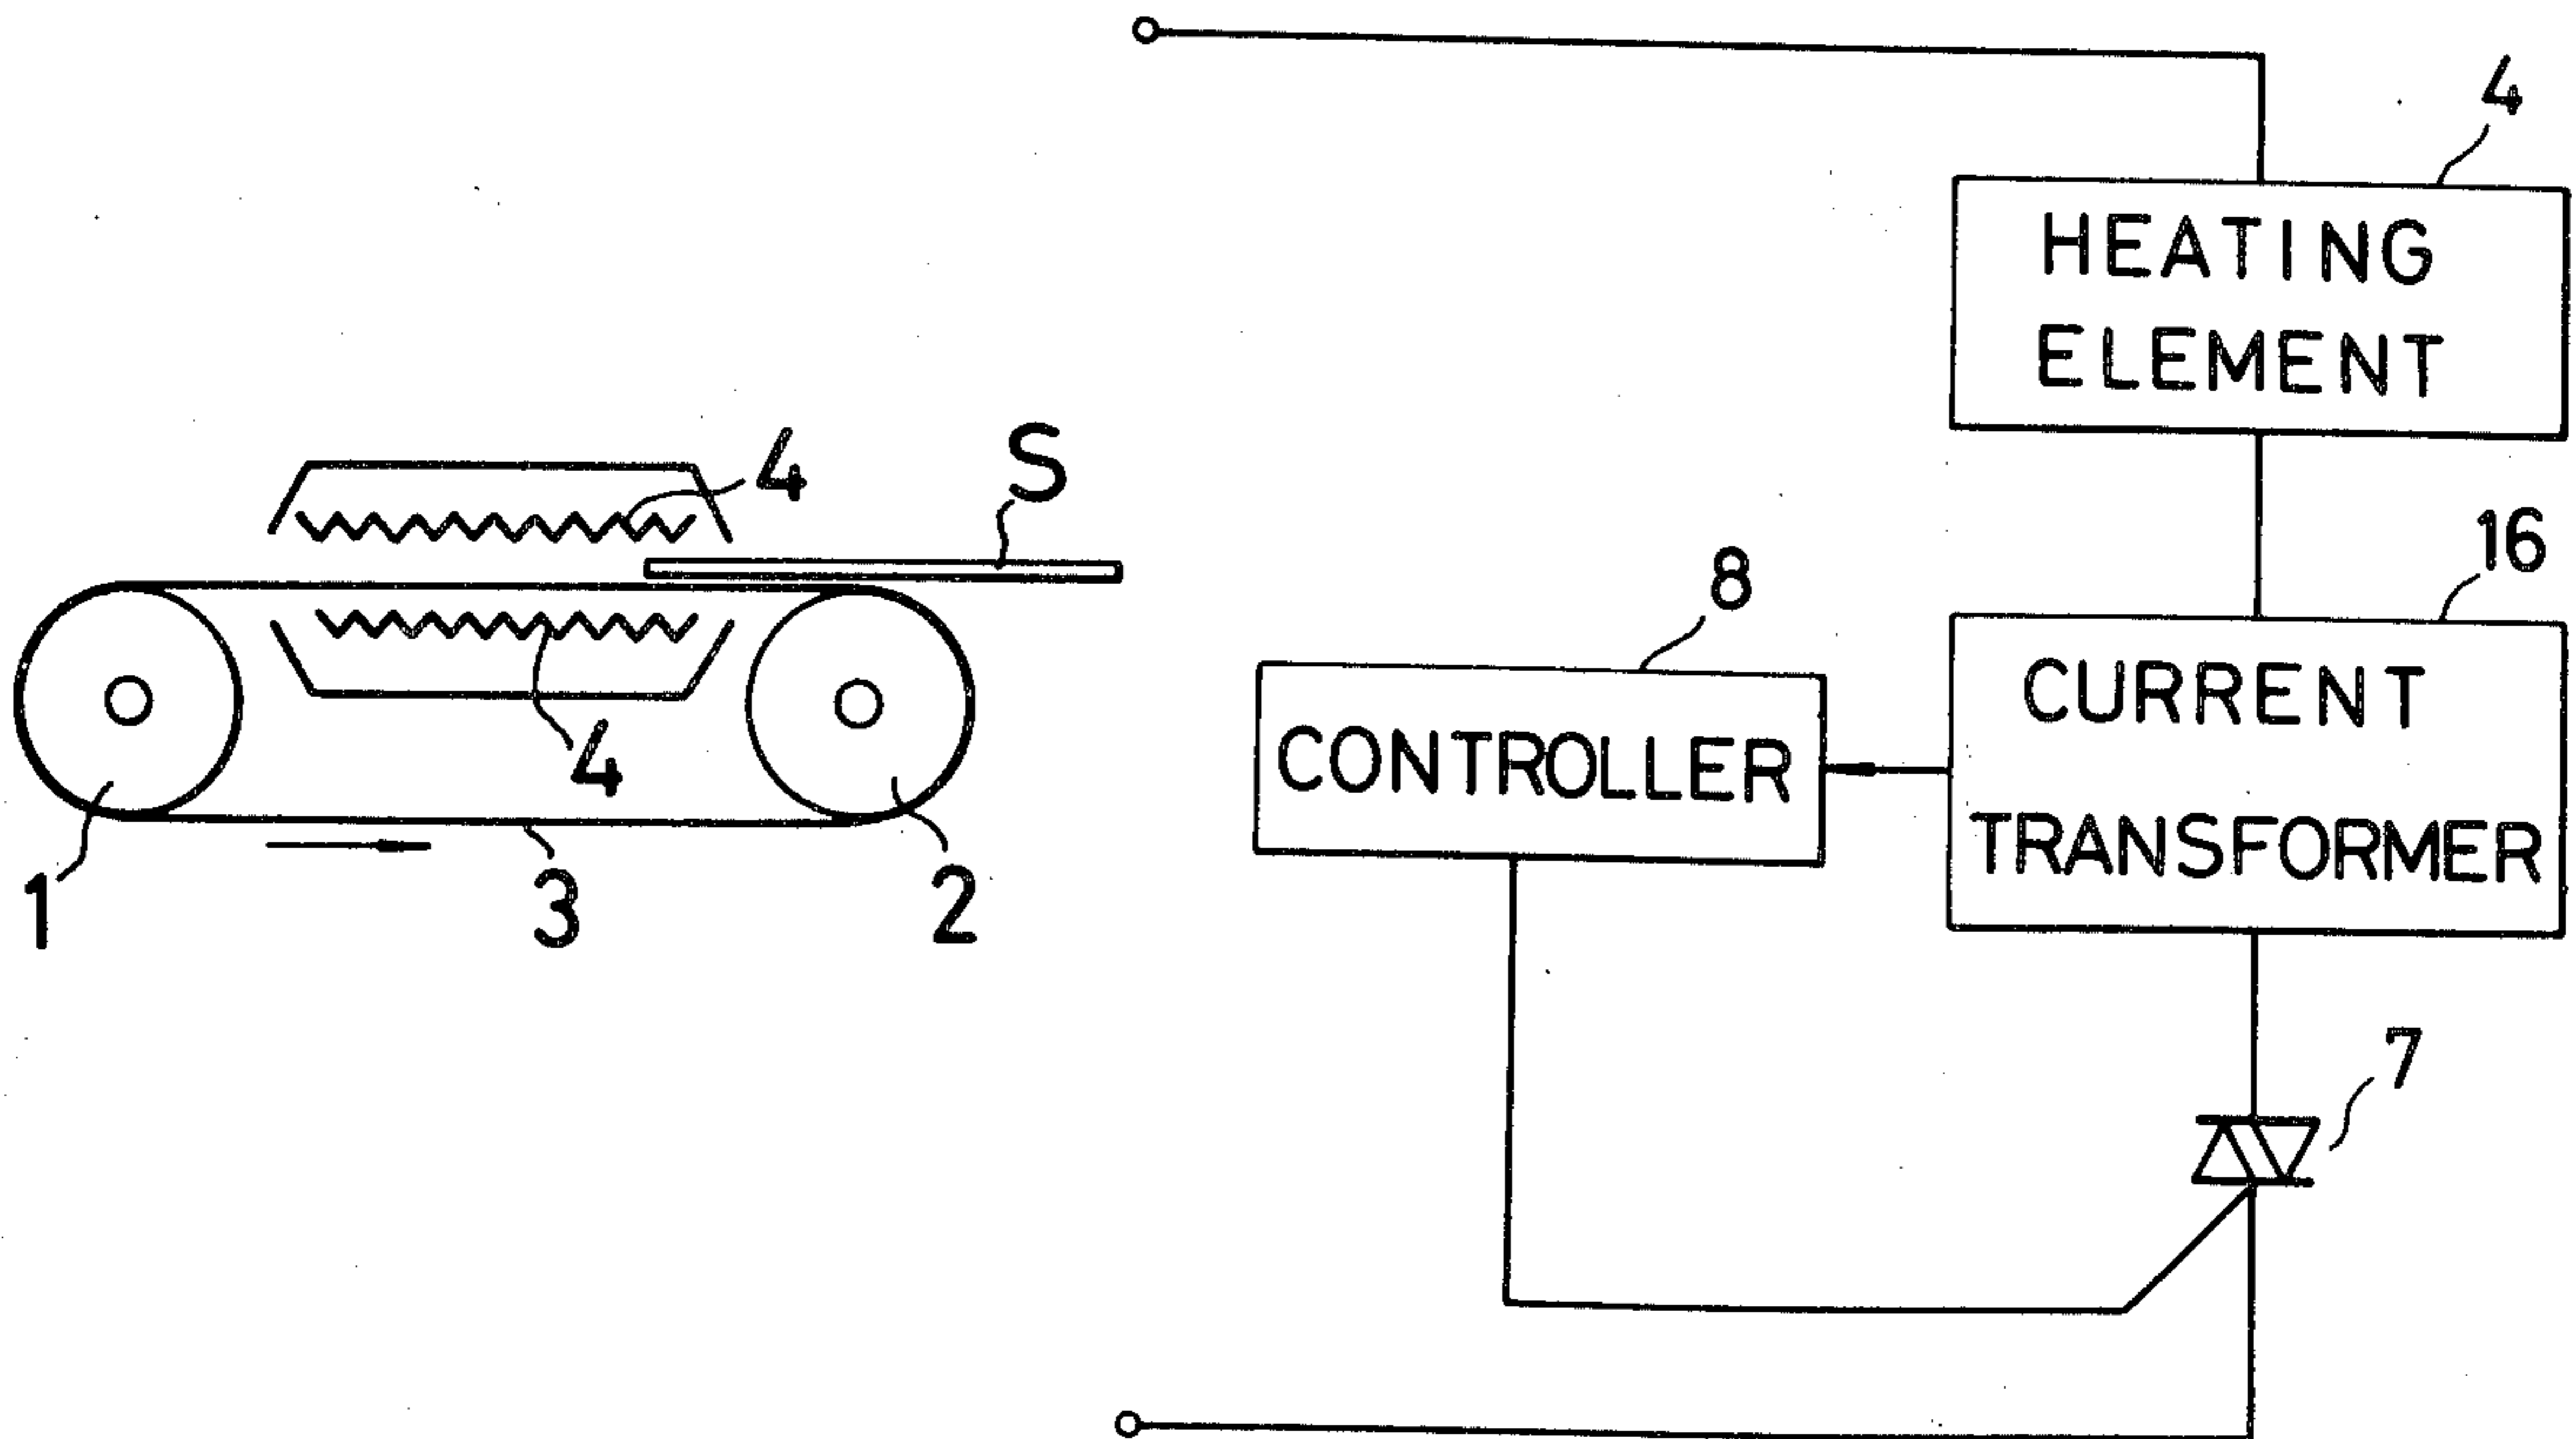 4
S
4
1
3
2
4
HEATING
ELEMENT
16
8
CURRENT
TRANSFORMER
CONTROLLER
7